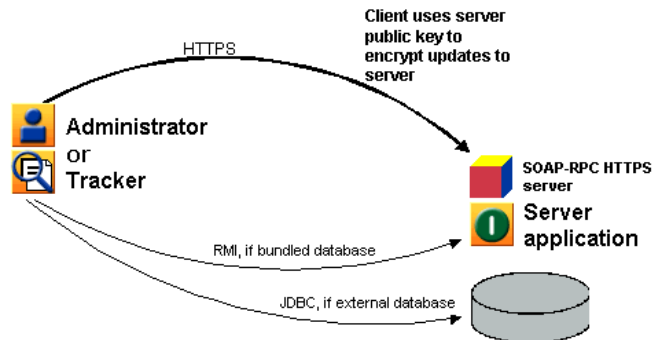 Client uses server
public key to
encrypt updates to
server
HTTPS
Administrator
or
Tracker
SOAP-RPC HTTPS
server
Server
application
RMI, if bundled database
JDBC, if external database